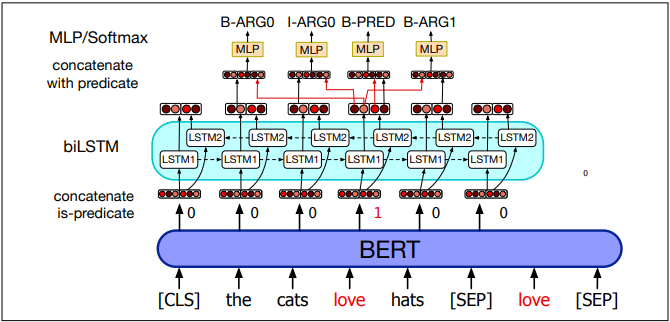 B-ARG0 I-ARG0 B-PRED B-ARG1
MLP/Softmax
MLP MLP MLP MLP
concatenate
with predicate
LSTM2 LSTM2 LSTM2 LSTM2 LSTM2 LSTM2
biLSTM
LSTM1 LSTM1 LSTM1 LSTM1 LSTM1 LSTM1
0
concatenate
is-predicate
0 0 0 1 0 0
BERT
[CLS] the cats love hats [SEP] love [SEP]